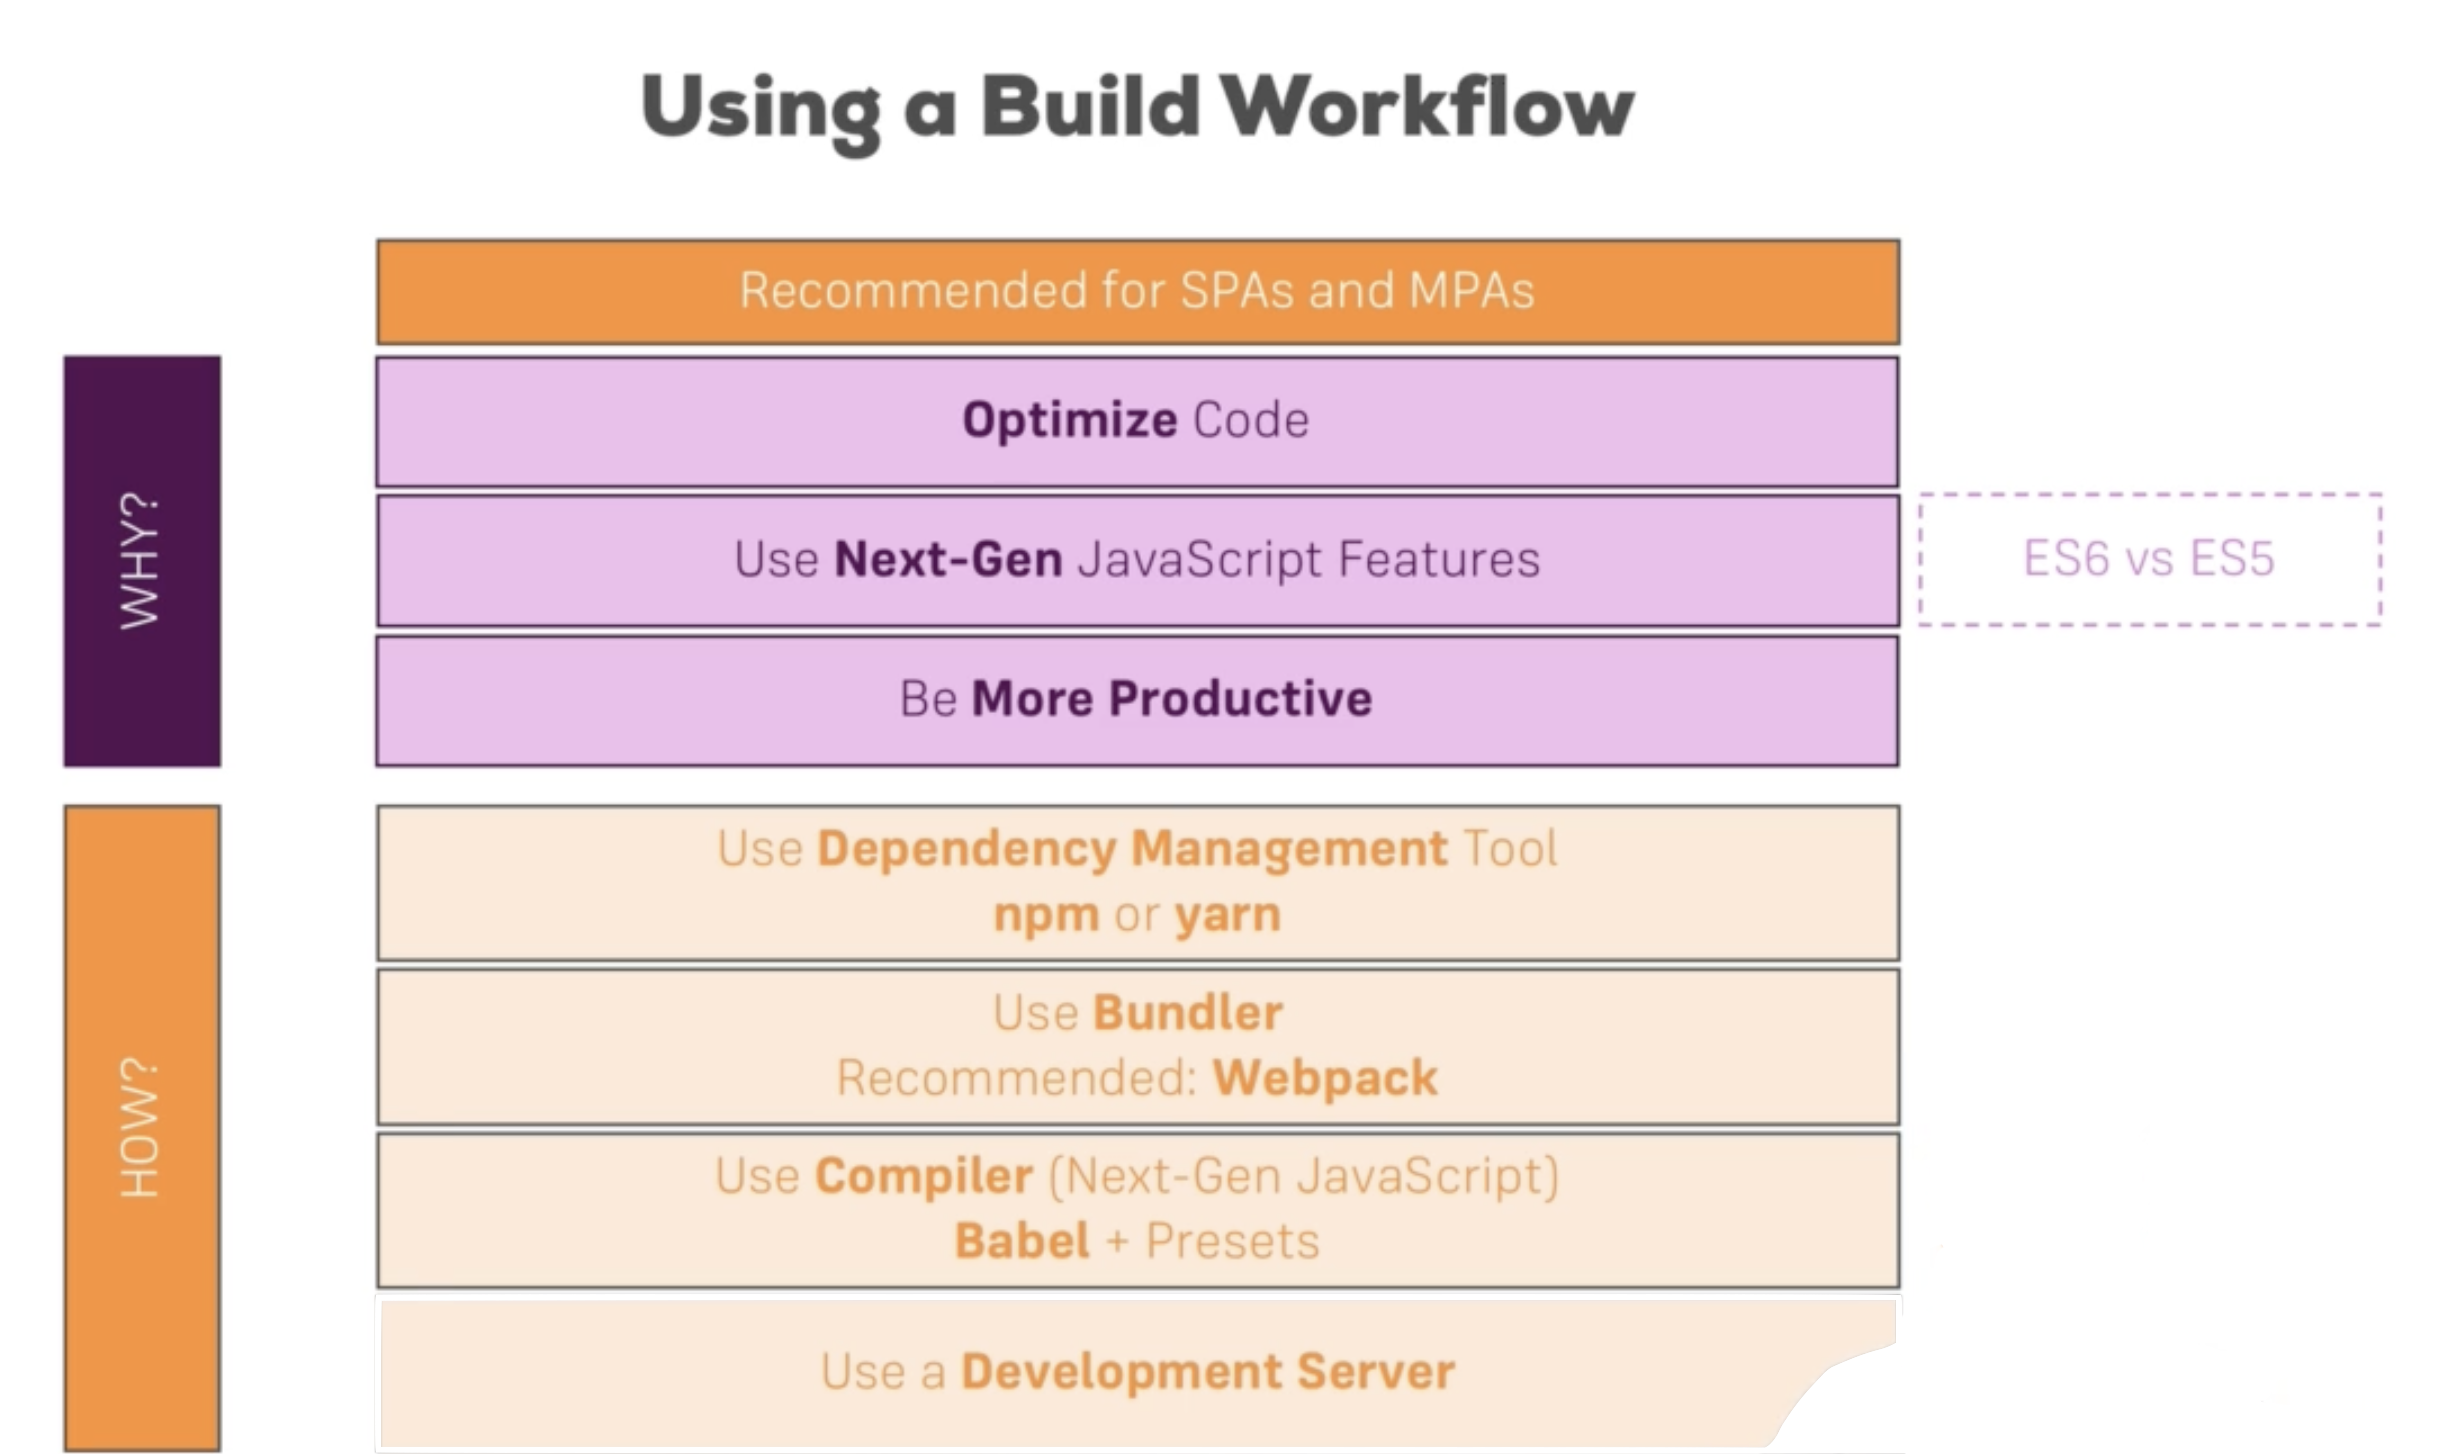 Using a Build Workflow
Recommended for SPAs and MPAs
WHY?
Optimize Code
Use Next-Gen JavaScript Features
ES6 vs ES5
Be More Productive
HOW?
Use Dependency Management Tool
npm or yarn
Use Bundler
Recommended: Webpack
Use Compiler (Next-Gen JavaScript)
Babel + Presets
Use a Development Server